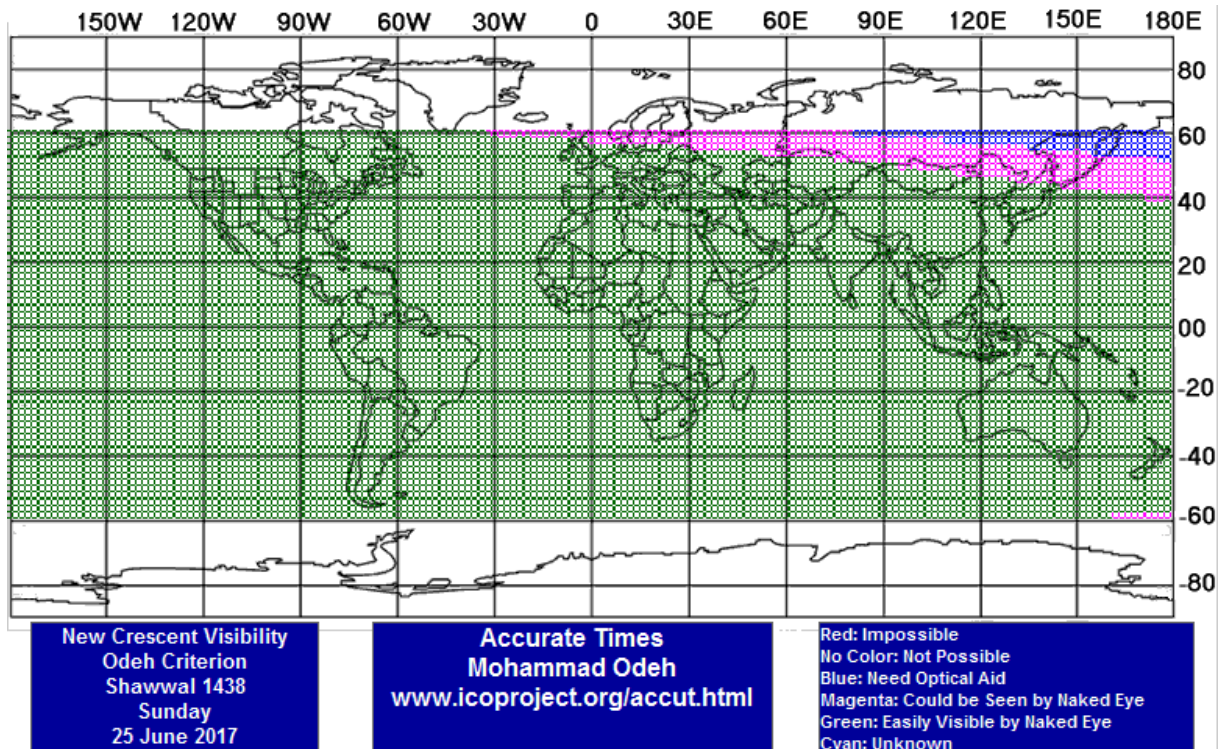 150W 120W 90W 60W 30W 0 30E 60E 90E 120E 150E 180E
80
60
40
20
00
-20
-40
-60
-80
New Crescent Visibility
Odeh Criterion
Shawwal 1438
Sunday
25 June 2017
Accurate Times
Mohammad Odeh
www.icoproject.org/accut.html
Red: Impossible
No Color: Not Possible
Blue: Need Optical Aid
Magenta: Could be Seen by Naked Eye
Green: Easily Visible by Naked Eye
Cyan: Unknown